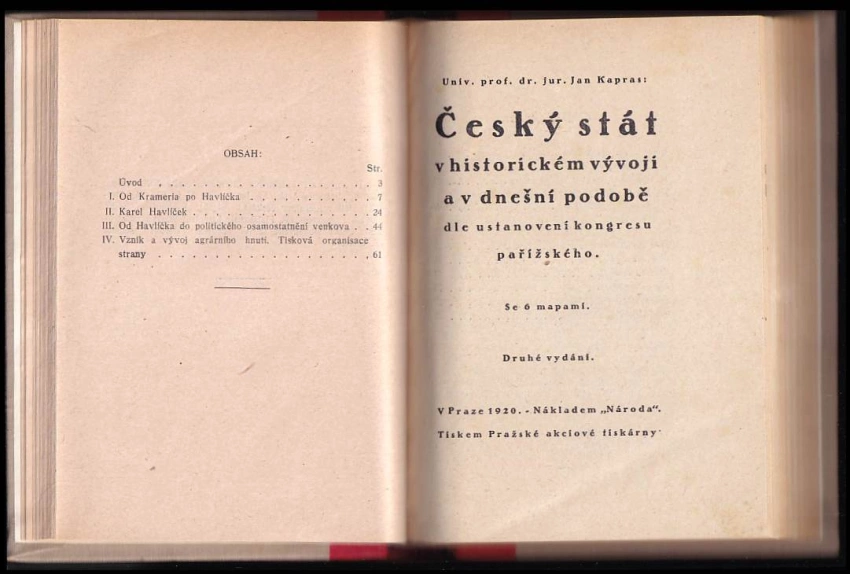 OBSAH:
Str.
Úvod . . . . . . . . . . . . . . . . . . 3
I. Od Krameria po Havlíčka . . . . . . . . . . 7
II. Karel Havlíček . . . . . . . . . . . . . . 24
III. Od Havlíčka do politického osamostatnění venkova . . 44
IV. Vznik a vývoj agrárního hnutí. Tisková organisace
strany . . . . . . . . . . . . . . . . . . 61
Univ. prof. dr. jur. Jan Kapras:
Český stát
v historickém vývoji
a v dnešní podobě
dle ustanovení kongresu
pařížského.
Se 6 mapami.
Druhé vydání.
V Praze 1920. - Nákladem „Národa“.
Tiskem Pražské akciové tiskárny